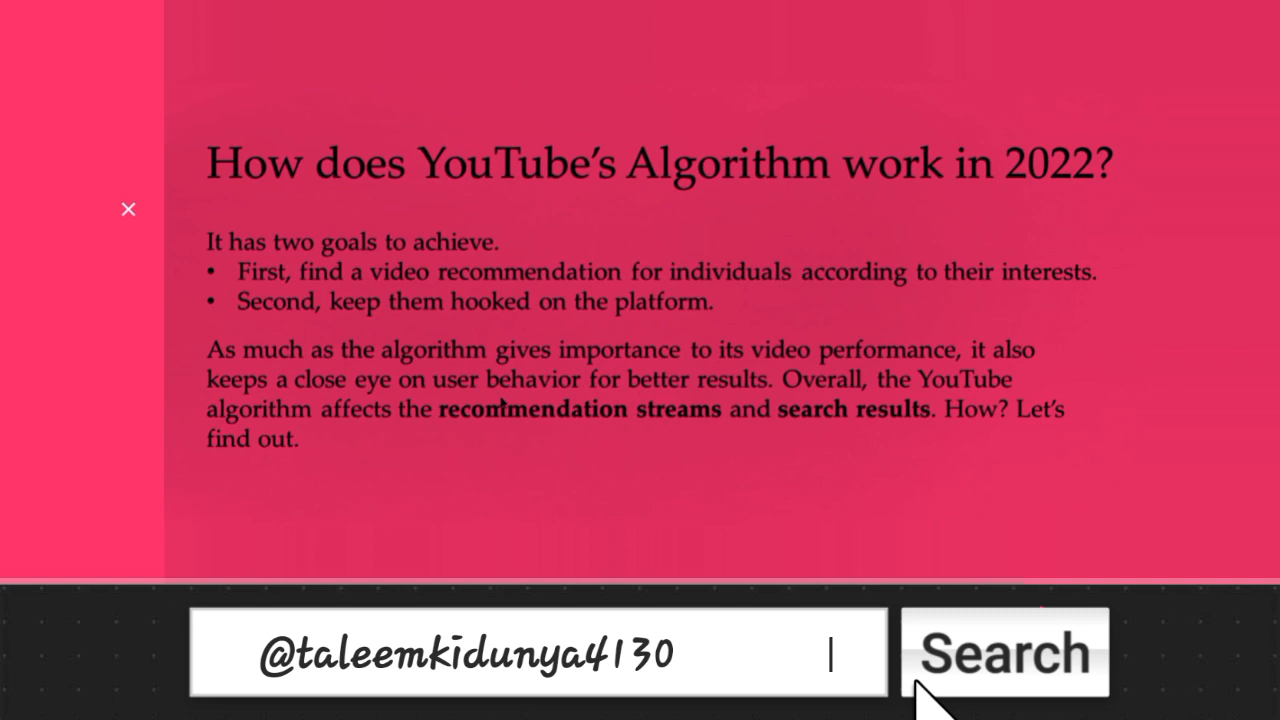 How does YouTube's Algorithm work in 2022?
It has two goals to achieve.
• First, find a video recommendation for individuals according to their interests.
• Second, keep them hooked on the platform.
As much as the algorithm gives importance to its video performance, it also
keeps a close eye on user behavior for better results. Overall, the YouTube
algorithm affects the recommendation streams and search results. How? Let's
find out.
@taleemkidunya4130
Search